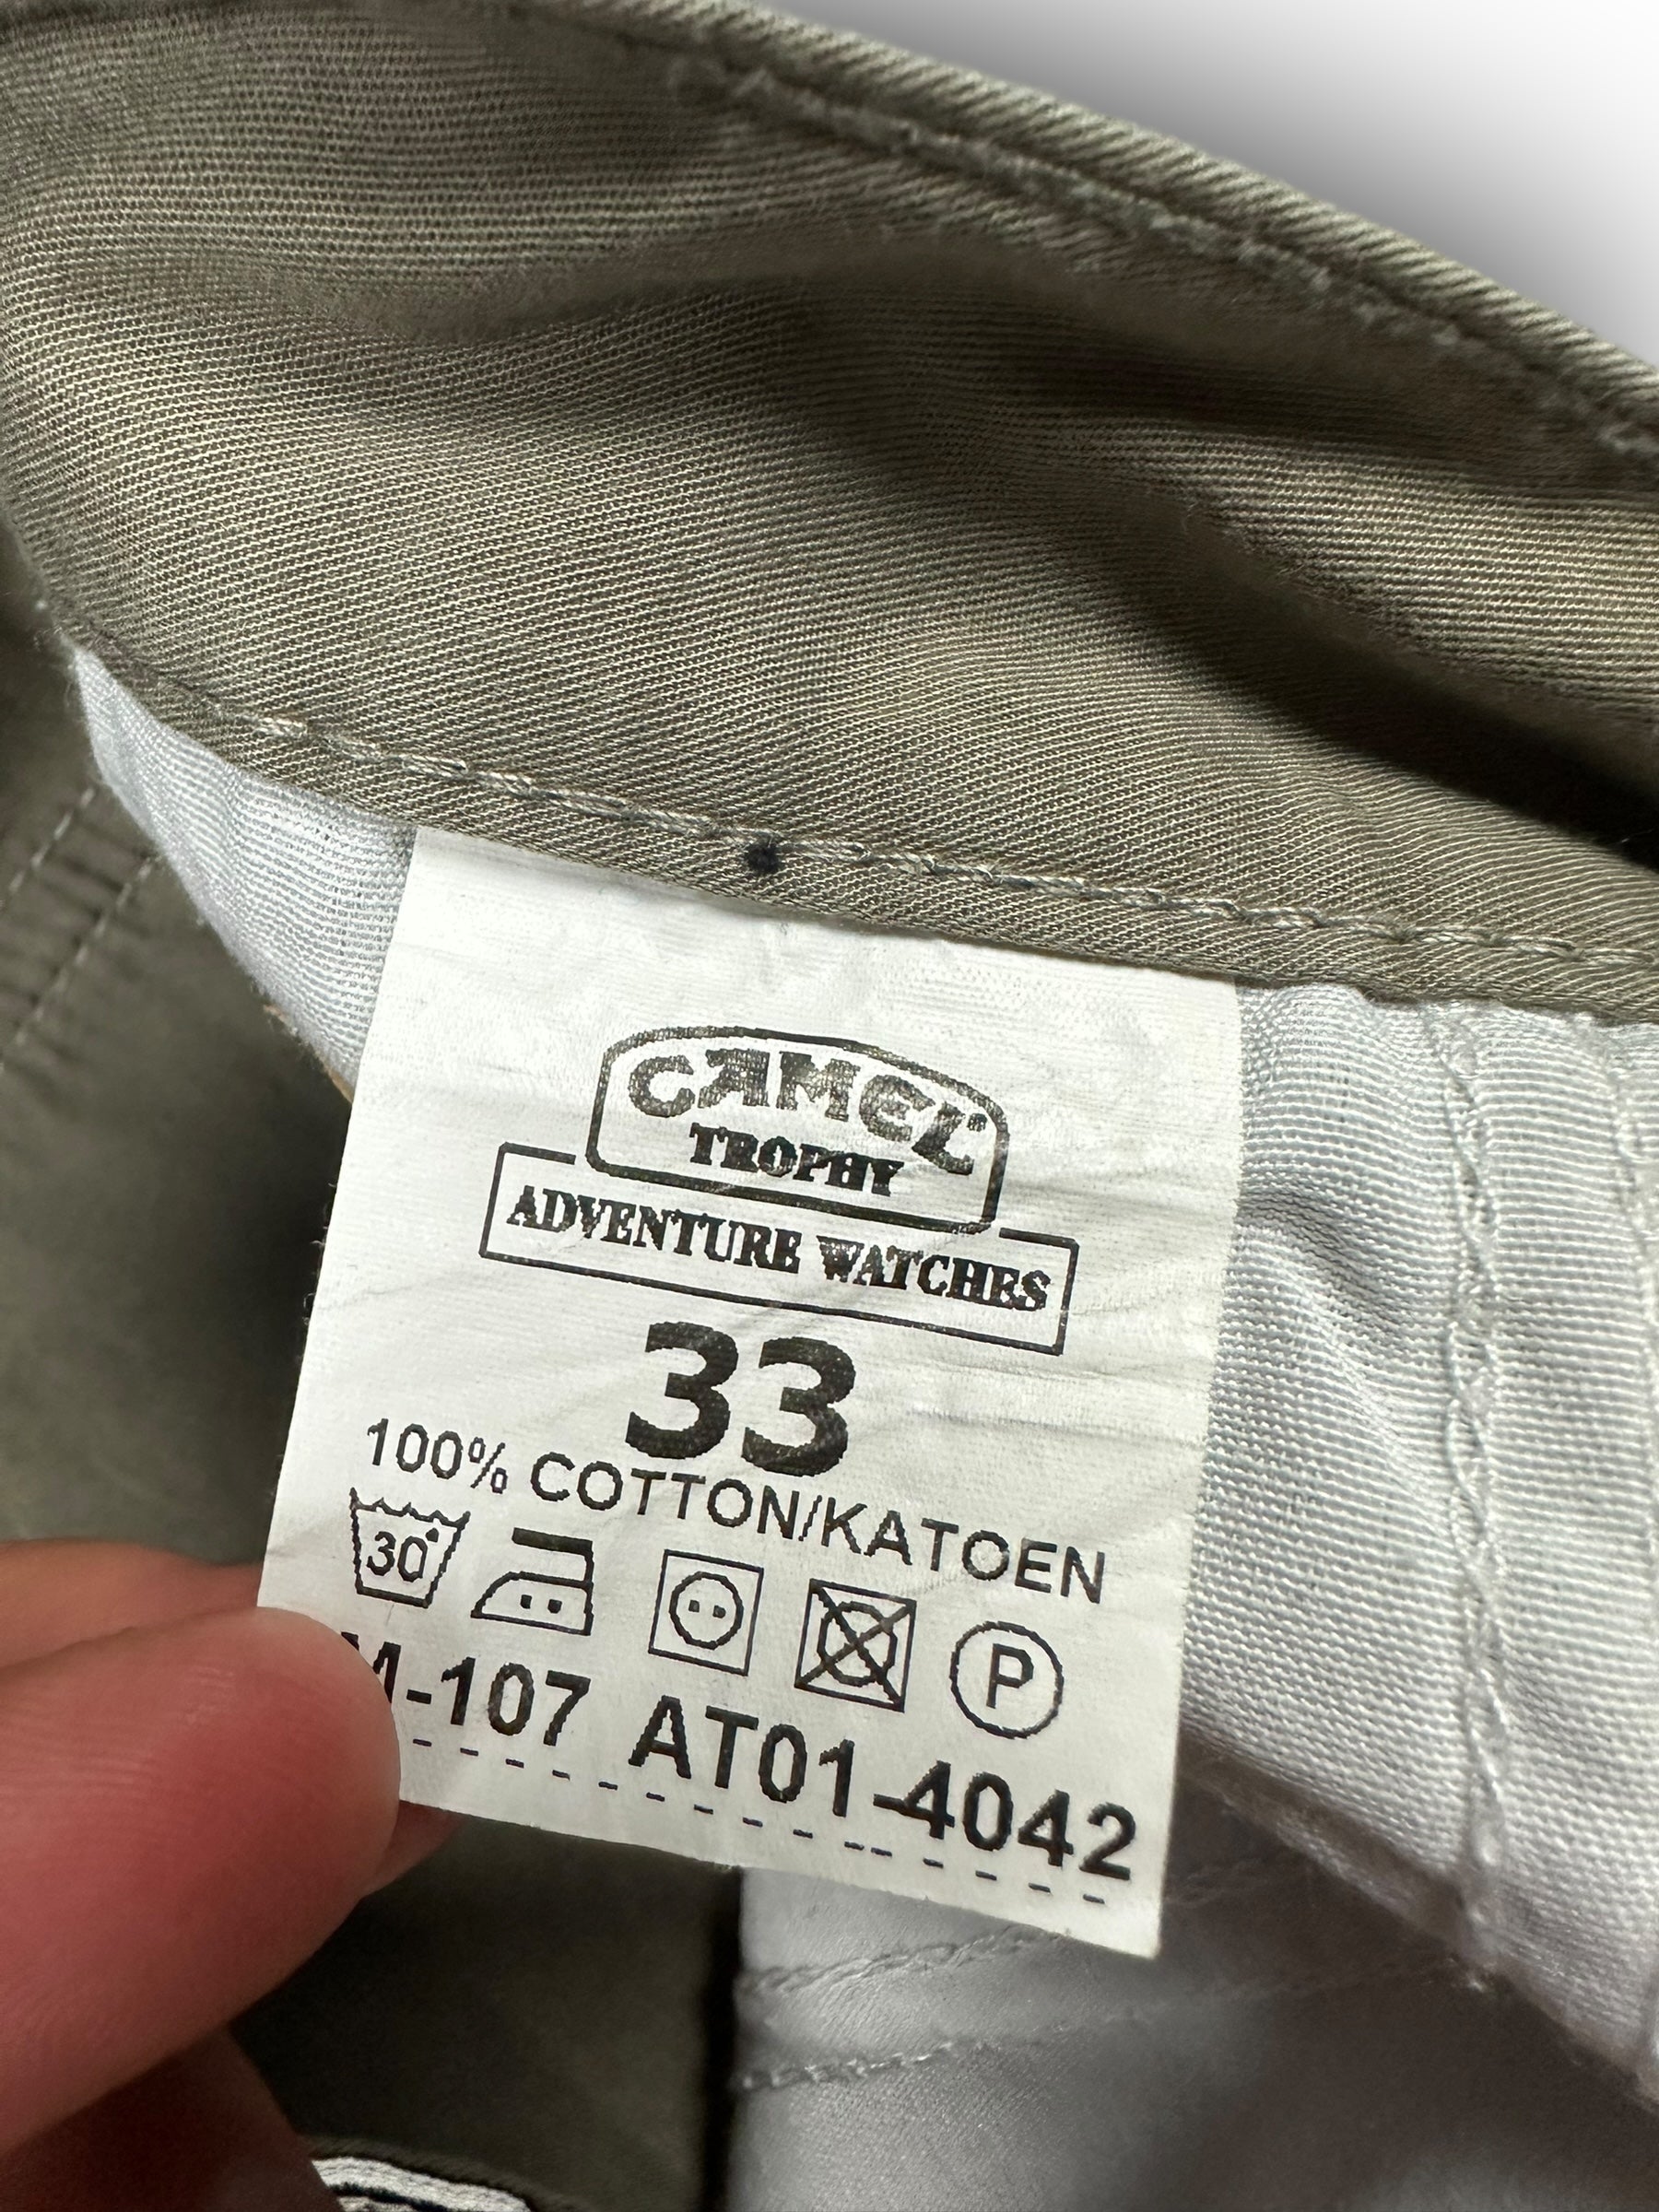 CAMEL®
TROPHY
ADVENTURE WATCHES
33
100% COTTON/KATOEN
30°
P
M-107 AT01-4042